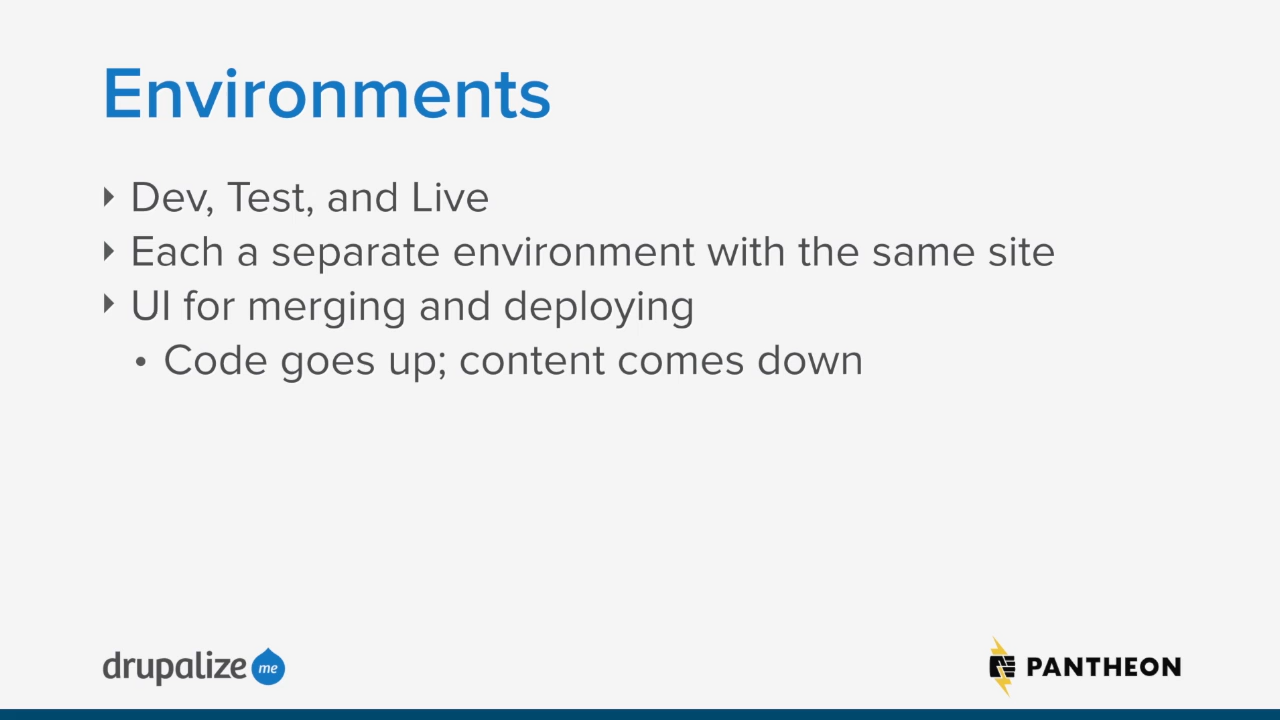 Environments
Dev, Test, and Live
Each a separate environment with the same site
UI for merging and deploying
Code goes up; content comes down
drupalize me
PANTHEON